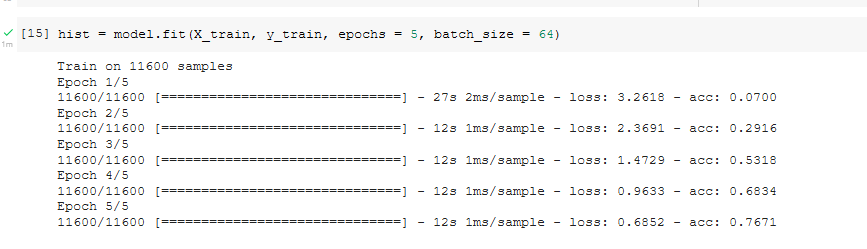 [15] hist = model.fit(X_train, y_train, epochs = 5, batch_size = 64)
1m
Train on 11600 samples
Epoch 1/5
11600/11600 [==============================] - 27s 2ms/sample - loss: 3.2618 - acc: 0.0700
Epoch 2/5
11600/11600 [==============================] - 12s 1ms/sample - loss: 2.3691 - acc: 0.2916
Epoch 3/5
11600/11600 [==============================] - 12s 1ms/sample - loss: 1.4729 - acc: 0.5318
Epoch 4/5
11600/11600 [==============================] - 12s 1ms/sample - loss: 0.9633 - acc: 0.6834
Epoch 5/5
11600/11600 [==============================] - 12s 1ms/sample - loss: 0.6852 - acc: 0.7671